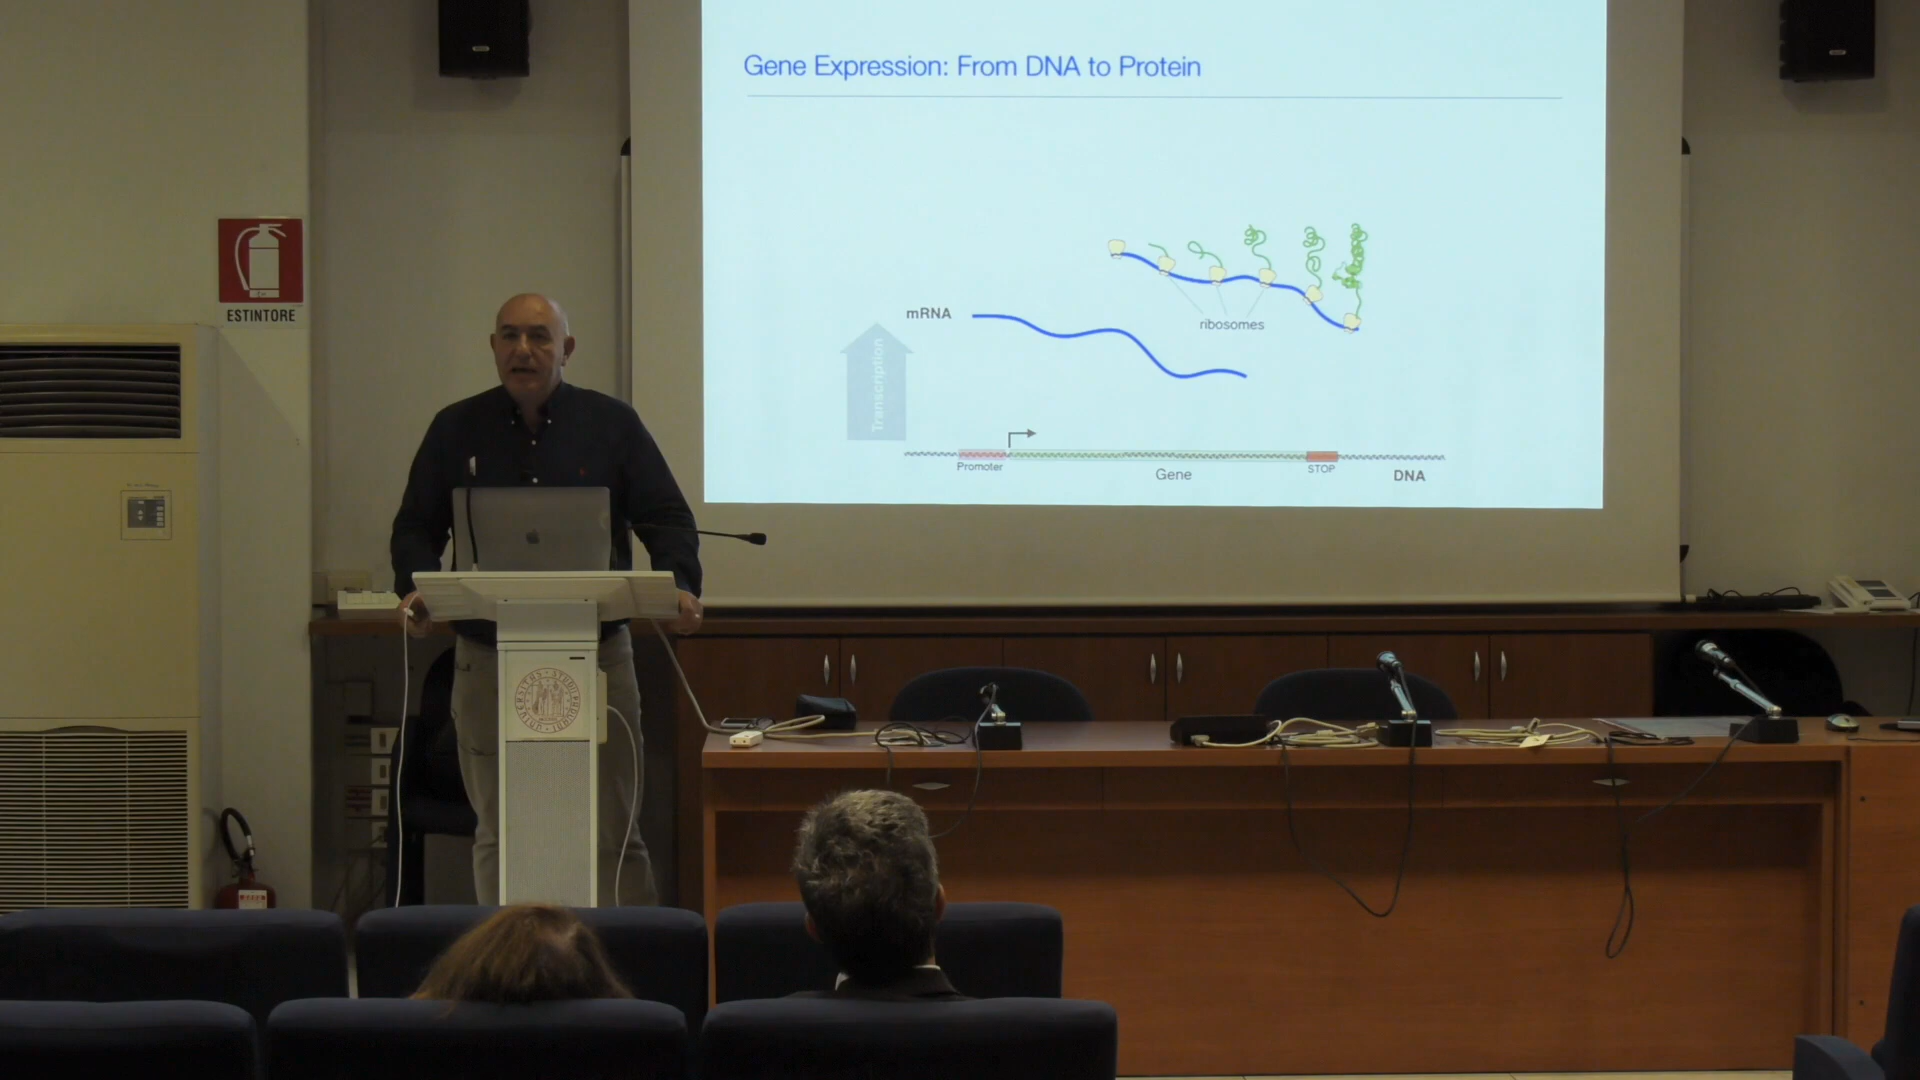 Gene Expression: From DNA to Protein
ESTINTORE
mRNA
ribosomes
Transcription
Promoter
Gene
STOP
DNA